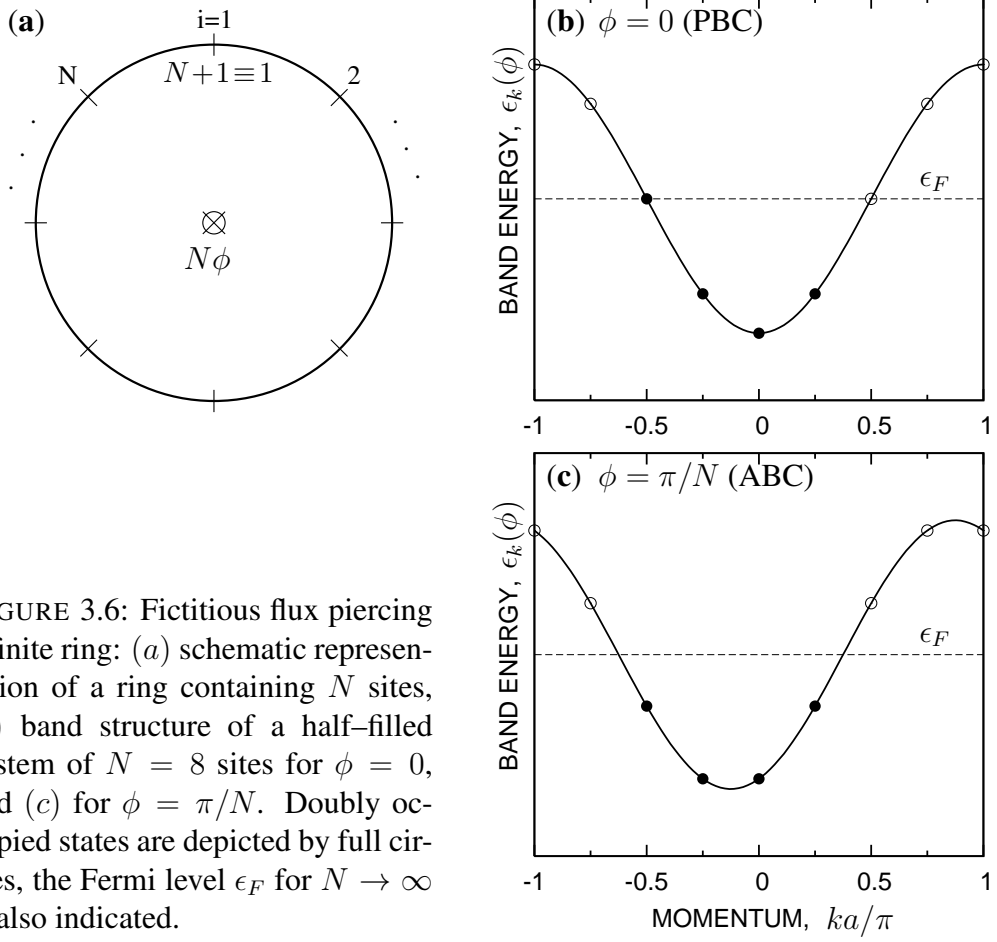 (a)
i=1
N+1≡1
N
2
Nϕ
(b) ϕ = 0 (PBC)
BAND ENERGY, ϵk(ϕ)
ϵF
-1 -0.5 0 0.5 1
(c) ϕ = π/N (ABC)
BAND ENERGY, ϵk(ϕ)
ϵF
-1 -0.5 0 0.5 1
MOMENTUM, ka/π
GURE 3.6: Fictitious flux piercing
inite ring: (a) schematic represen-
ion of a ring containing N sites,
) band structure of a half–filled
stem of N = 8 sites for ϕ = 0,
d (c) for ϕ = π/N. Doubly oc-
pied states are depicted by full cir-
es, the Fermi level ϵF for N → ∞
also indicated.